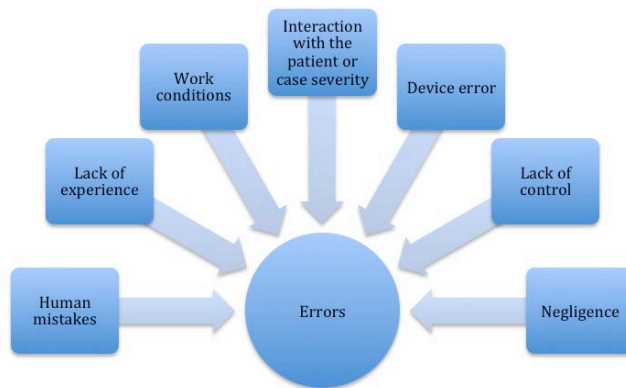 Interaction
with the
patient or
case severity
Work
conditions
Device error
Lack of
experience
Lack of
control
Human
mistakes
Errors
Negligence